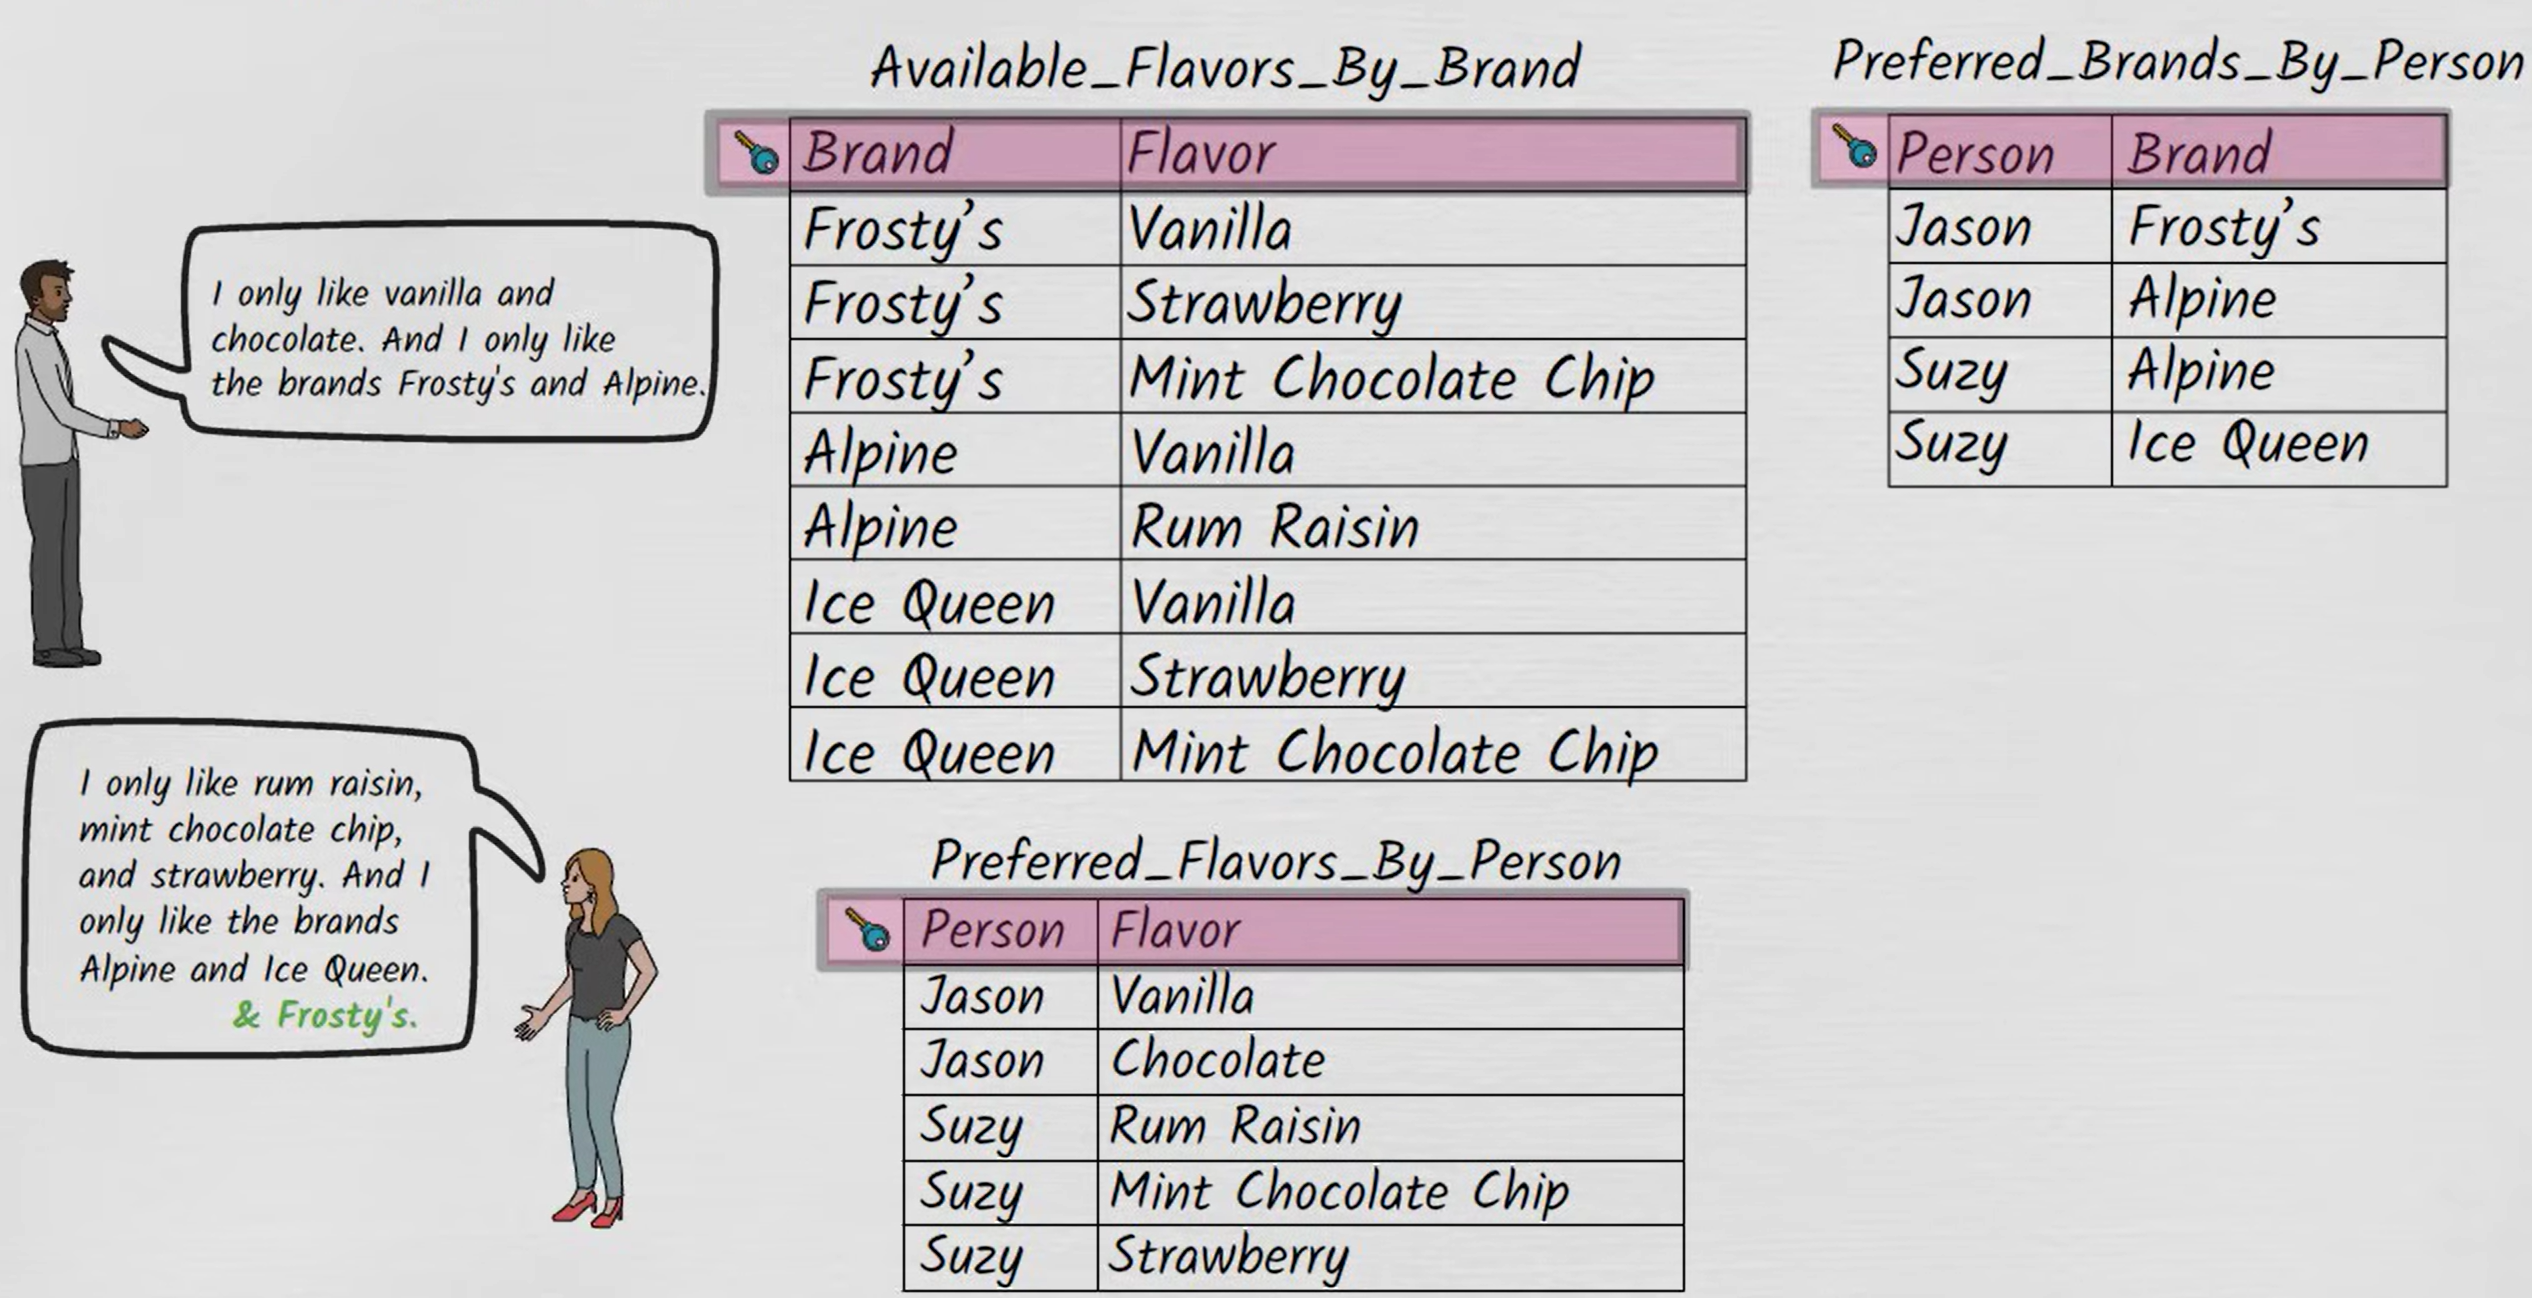 Available_Flavors_By_Brand
Brand Flavor
Frosty's Vanilla
Frosty's Strawberry
Frosty's Mint Chocolate Chip
Alpine Vanilla
Alpine Rum Raisin
Ice Queen Vanilla
Ice Queen Strawberry
Ice Queen Mint Chocolate Chip
Preferred_Brands_By_Person
Person Brand
Jason Frosty's
Jason Alpine
Suzy Alpine
Suzy Ice Queen
I only like vanilla and
chocolate. And I only like
the brands Frosty's and Alpine.
I only like rum raisin,
mint chocolate chip,
and strawberry. And I
only like the brands
Alpine and Ice Queen.
& Frosty's.
Preferred_Flavors_By_Person
Person Flavor
Jason Vanilla
Jason Chocolate
Suzy Rum Raisin
Suzy Mint Chocolate Chip
Suzy Strawberry